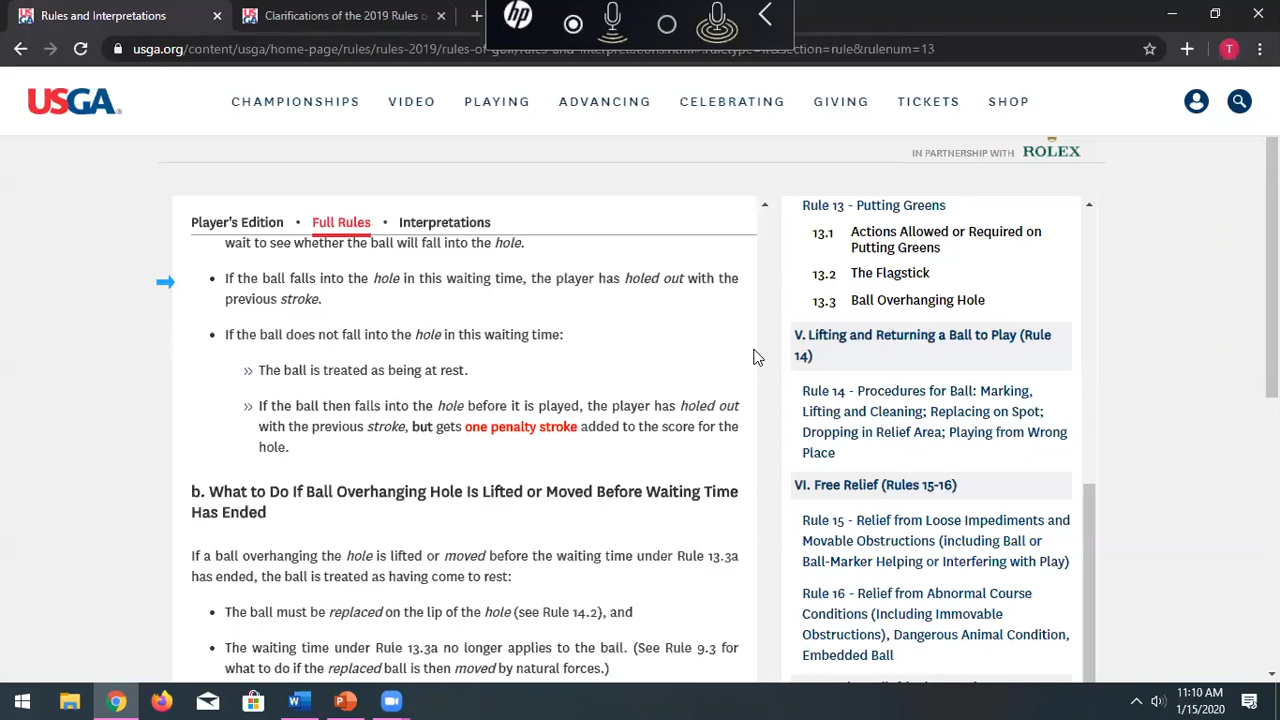 Rules and Interpretations
Clarifications of the 2019 Rules o
usga.org/content/usga/home-page/rules/rules-2019/rules-of-golf/rules-and-interpretations.html#!ruletype=fr&section=rule&rulenum=13
T
hp
USGA
CHAMPIONSHIPS VIDEO PLAYING ADVANCING CELEBRATING GIVING TICKETS SHOP
IN PARTNERSHIP WITH ROLEX
Player's Edition • Full Rules • Interpretations
wait to see whether the ball will fall into the hole.
• If the ball falls into the hole in this waiting time, the player has holed out with the
previous stroke.
• If the ball does not fall into the hole in this waiting time:
» The ball is treated as being at rest.
» If the ball then falls into the hole before it is played, the player has holed out
with the previous stroke, but gets one penalty stroke added to the score for the
hole.
b. What to Do If Ball Overhanging Hole Is Lifted or Moved Before Waiting Time
Has Ended
If a ball overhanging the hole is lifted or moved before the waiting time under Rule 13.3a
has ended, the ball is treated as having come to rest:
• The ball must be replaced on the lip of the hole (see Rule 14.2), and
• The waiting time under Rule 13.3a no longer applies to the ball. (See Rule 9.3 for
what to do if the replaced ball is then moved by natural forces.)
Rule 13 - Putting Greens
13.1 Actions Allowed or Required on
Putting Greens
13.2 The Flagstick
13.3 Ball Overhanging Hole
V. Lifting and Returning a Ball to Play (Rule
14)
Rule 14 - Procedures for Ball: Marking,
Lifting and Cleaning; Replacing on Spot;
Dropping in Relief Area; Playing from Wrong
Place
VI. Free Relief (Rules 15-16)
Rule 15 - Relief from Loose Impediments and
Movable Obstructions (including Ball or
Ball-Marker Helping or Interfering with Play)
Rule 16 - Relief from Abnormal Course
Conditions (Including Immovable
Obstructions), Dangerous Animal Condition,
Embedded Ball
11:10 AM
1/15/2020